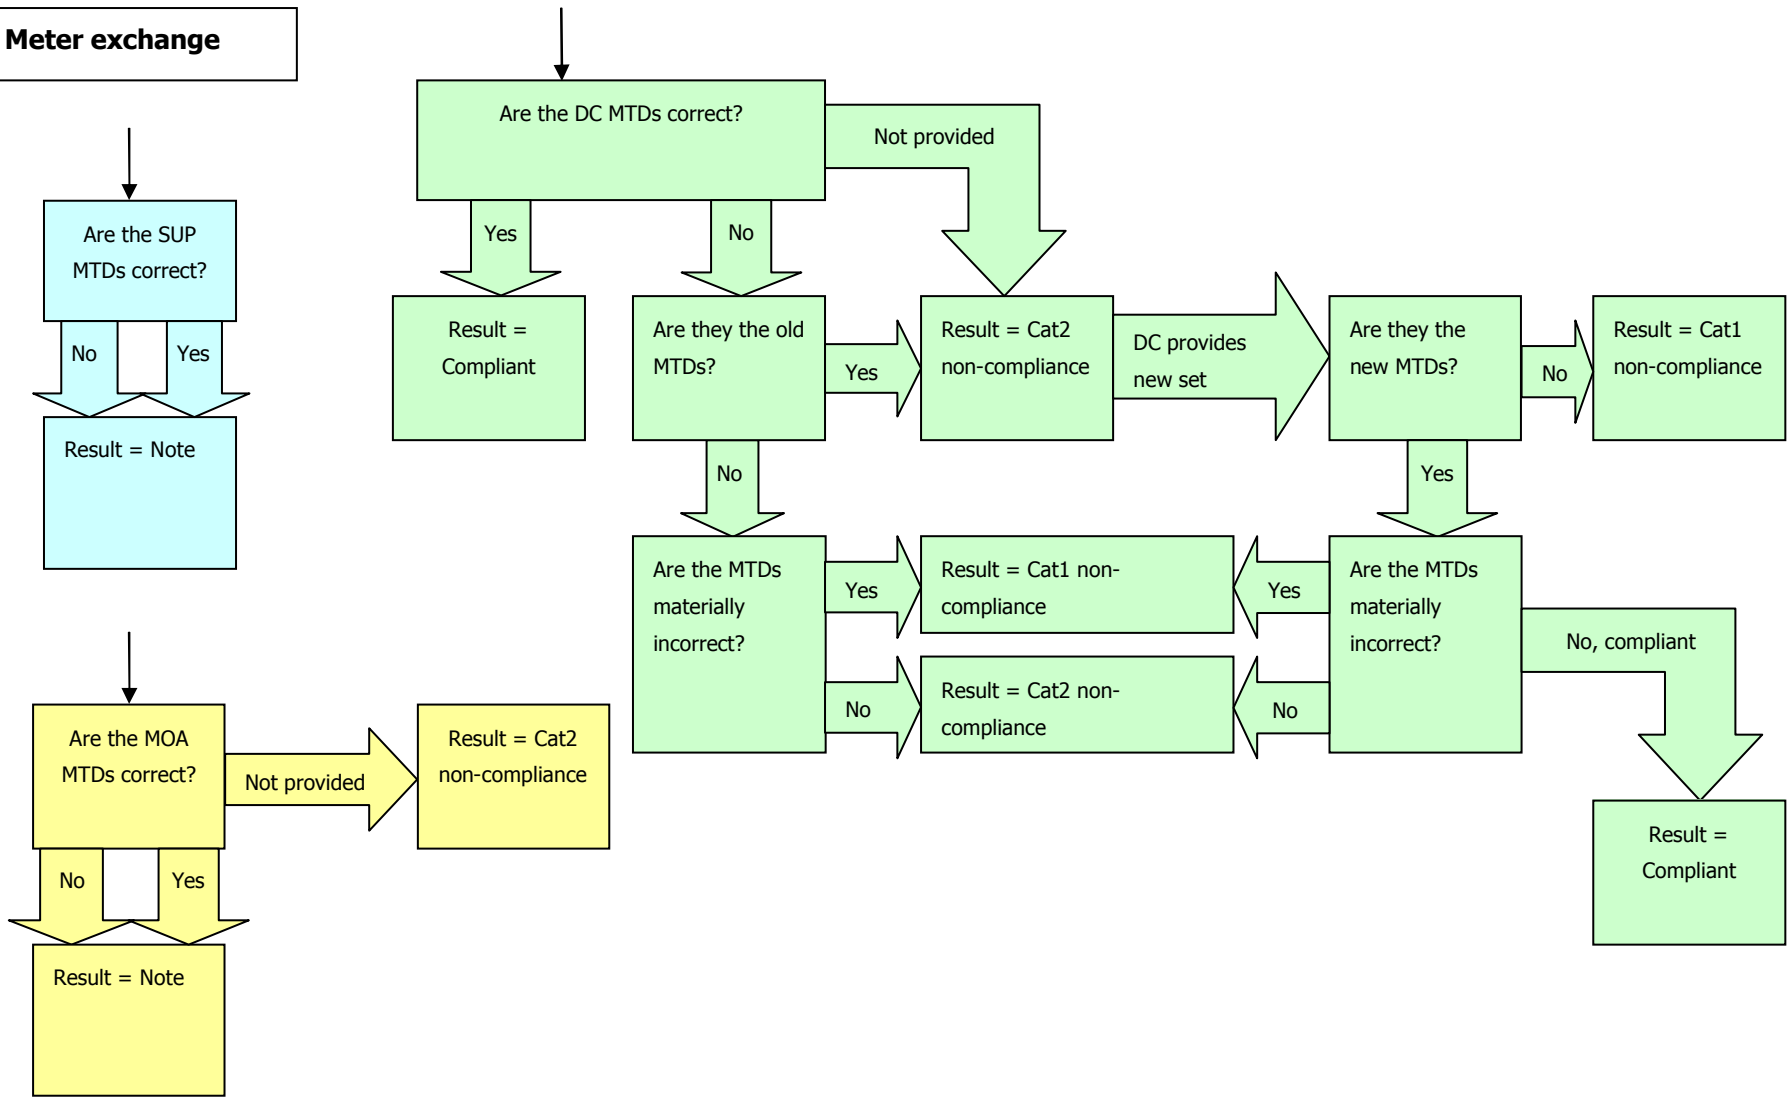 Meter exchange
Are the SUP
MTDs correct?
No
Yes
Result = Note
Are the MOA
MTDs correct?
Not provided
Result = Cat2
non-compliance
No
Yes
Result = Note
Are the DC MTDs correct?
Not provided
Yes
No
Result =
Compliant
Are they the old
MTDs?
Yes
Result = Cat2
non-compliance
DC provides
new set
Are they the
new MTDs?
No
Result = Cat1
non-compliance
No
Yes
Are the MTDs
materially
incorrect?
Yes
No
Result = Cat1 non-
compliance
Result = Cat2 non-
compliance
Yes
No
Are the MTDs
materially
incorrect?
No, compliant
Result =
Compliant